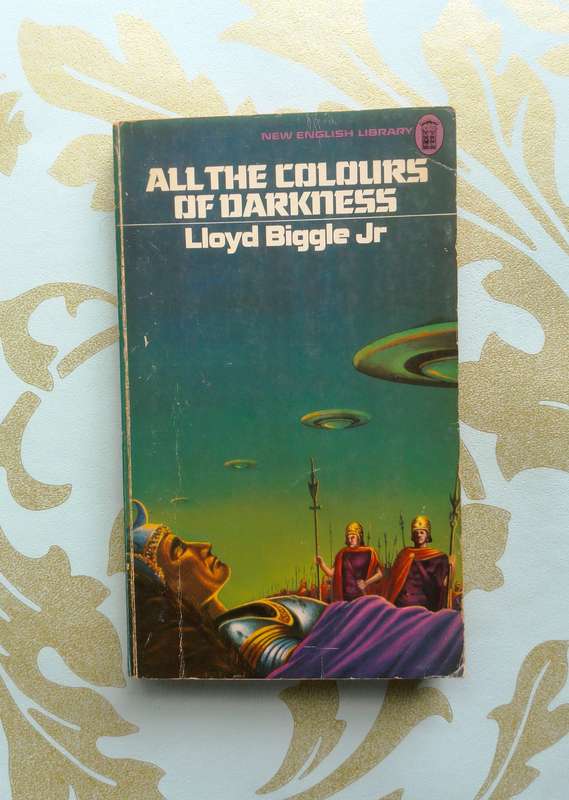 NEW ENGLISH LIBRARY
ALL THE COLOURS
OF DARKNESS
Lloyd Biggle Jr